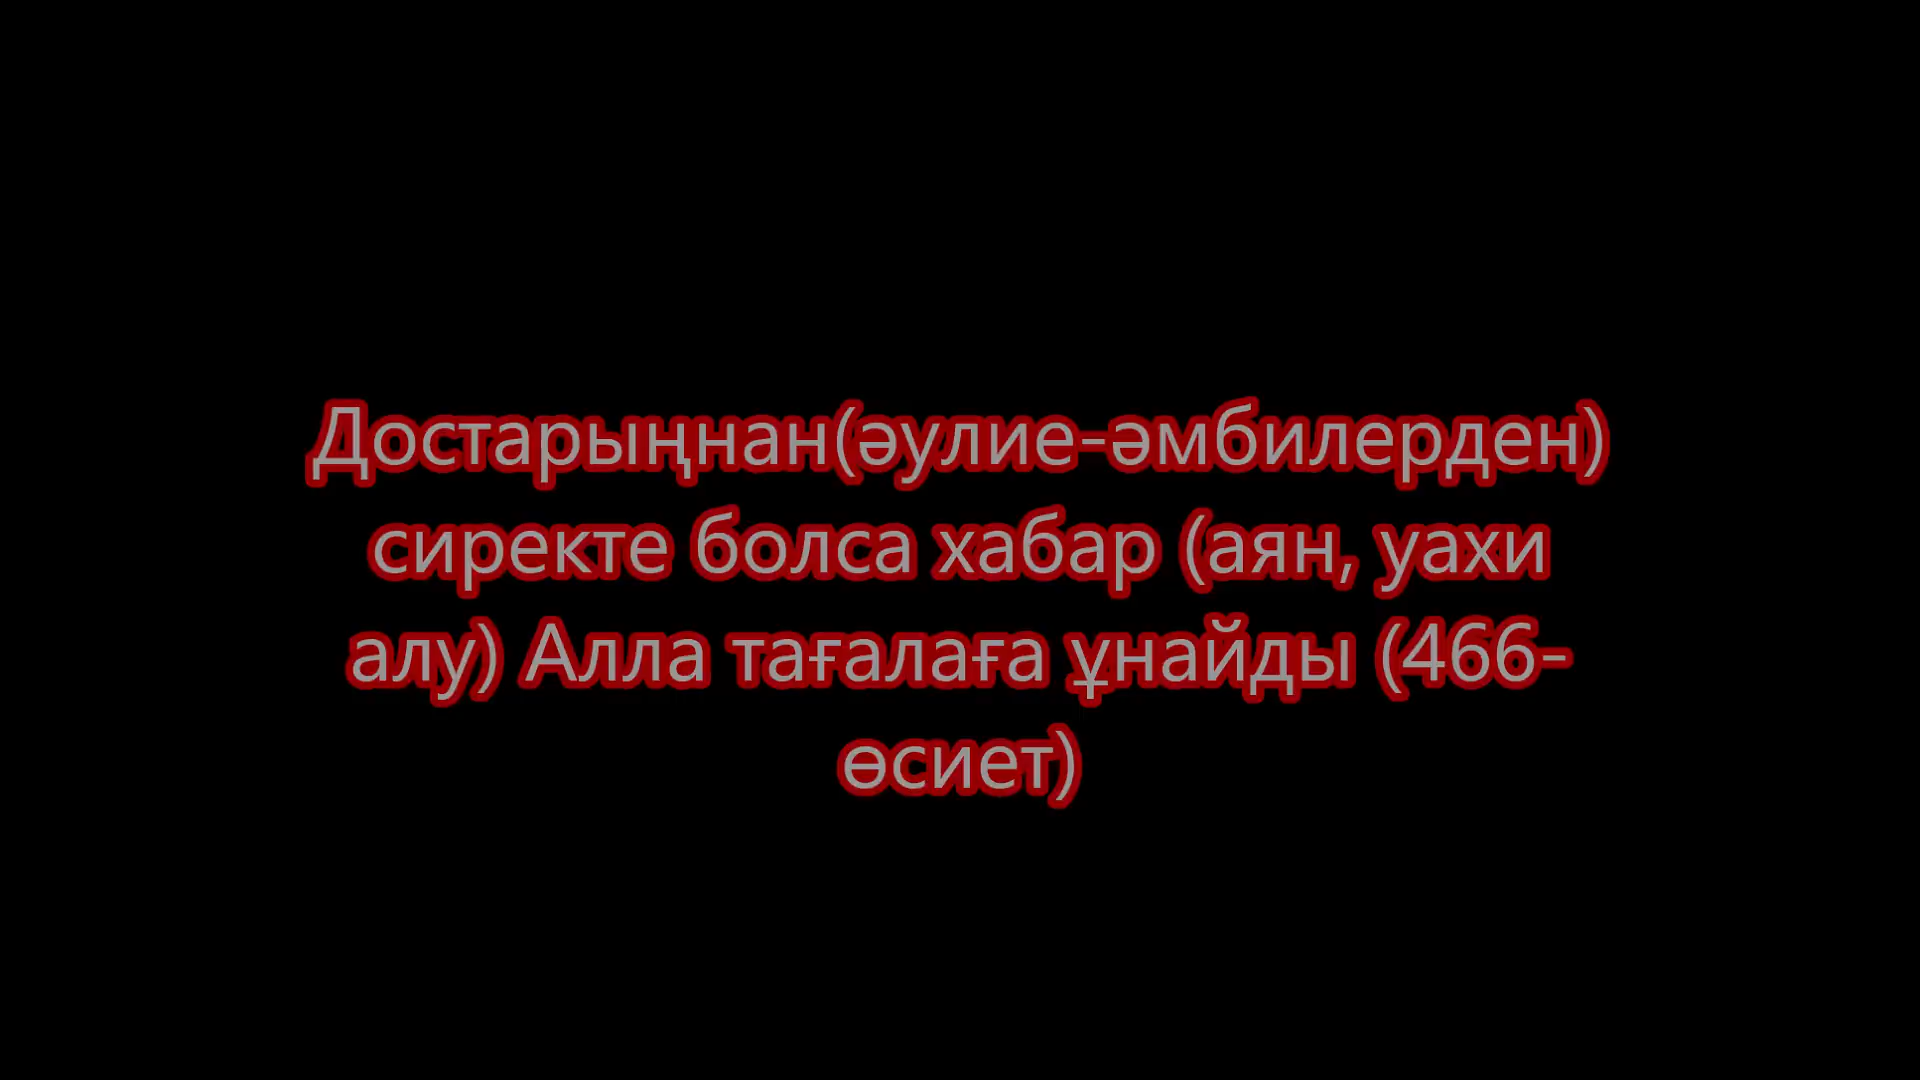 Достарыңнан(әулие-әмбилерден)
сиректе болса хабар (аян, уахи
алу) Алла тағалаға ұнайды (466-
өсиет)